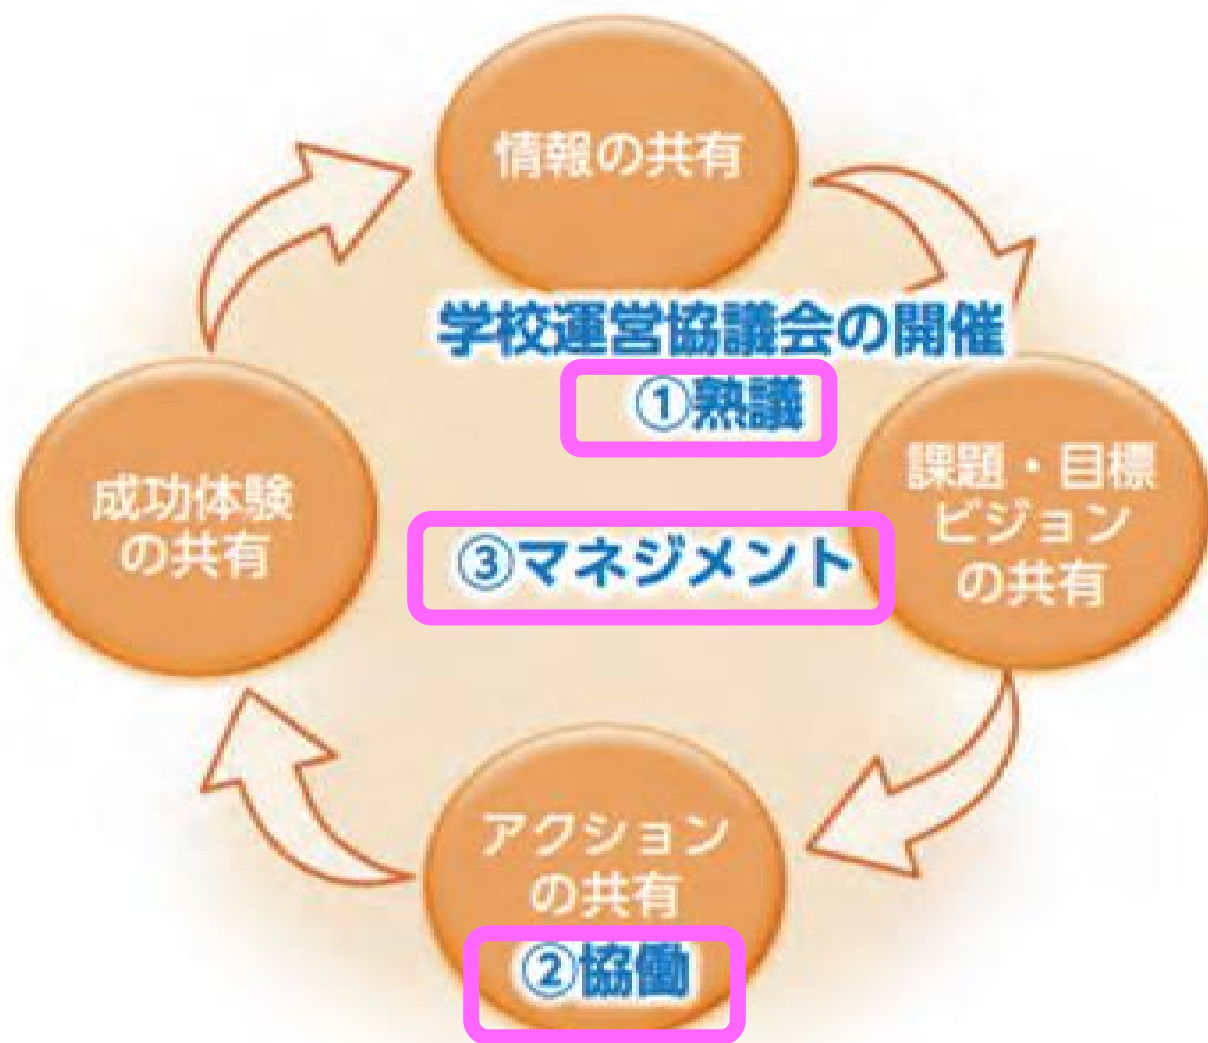 情報の共有
学校運営協議会の開催
①熟議
課題・目標
ビジョン
の共有
成功体験
の共有
③マネジメント
アクション
の共有
②協働